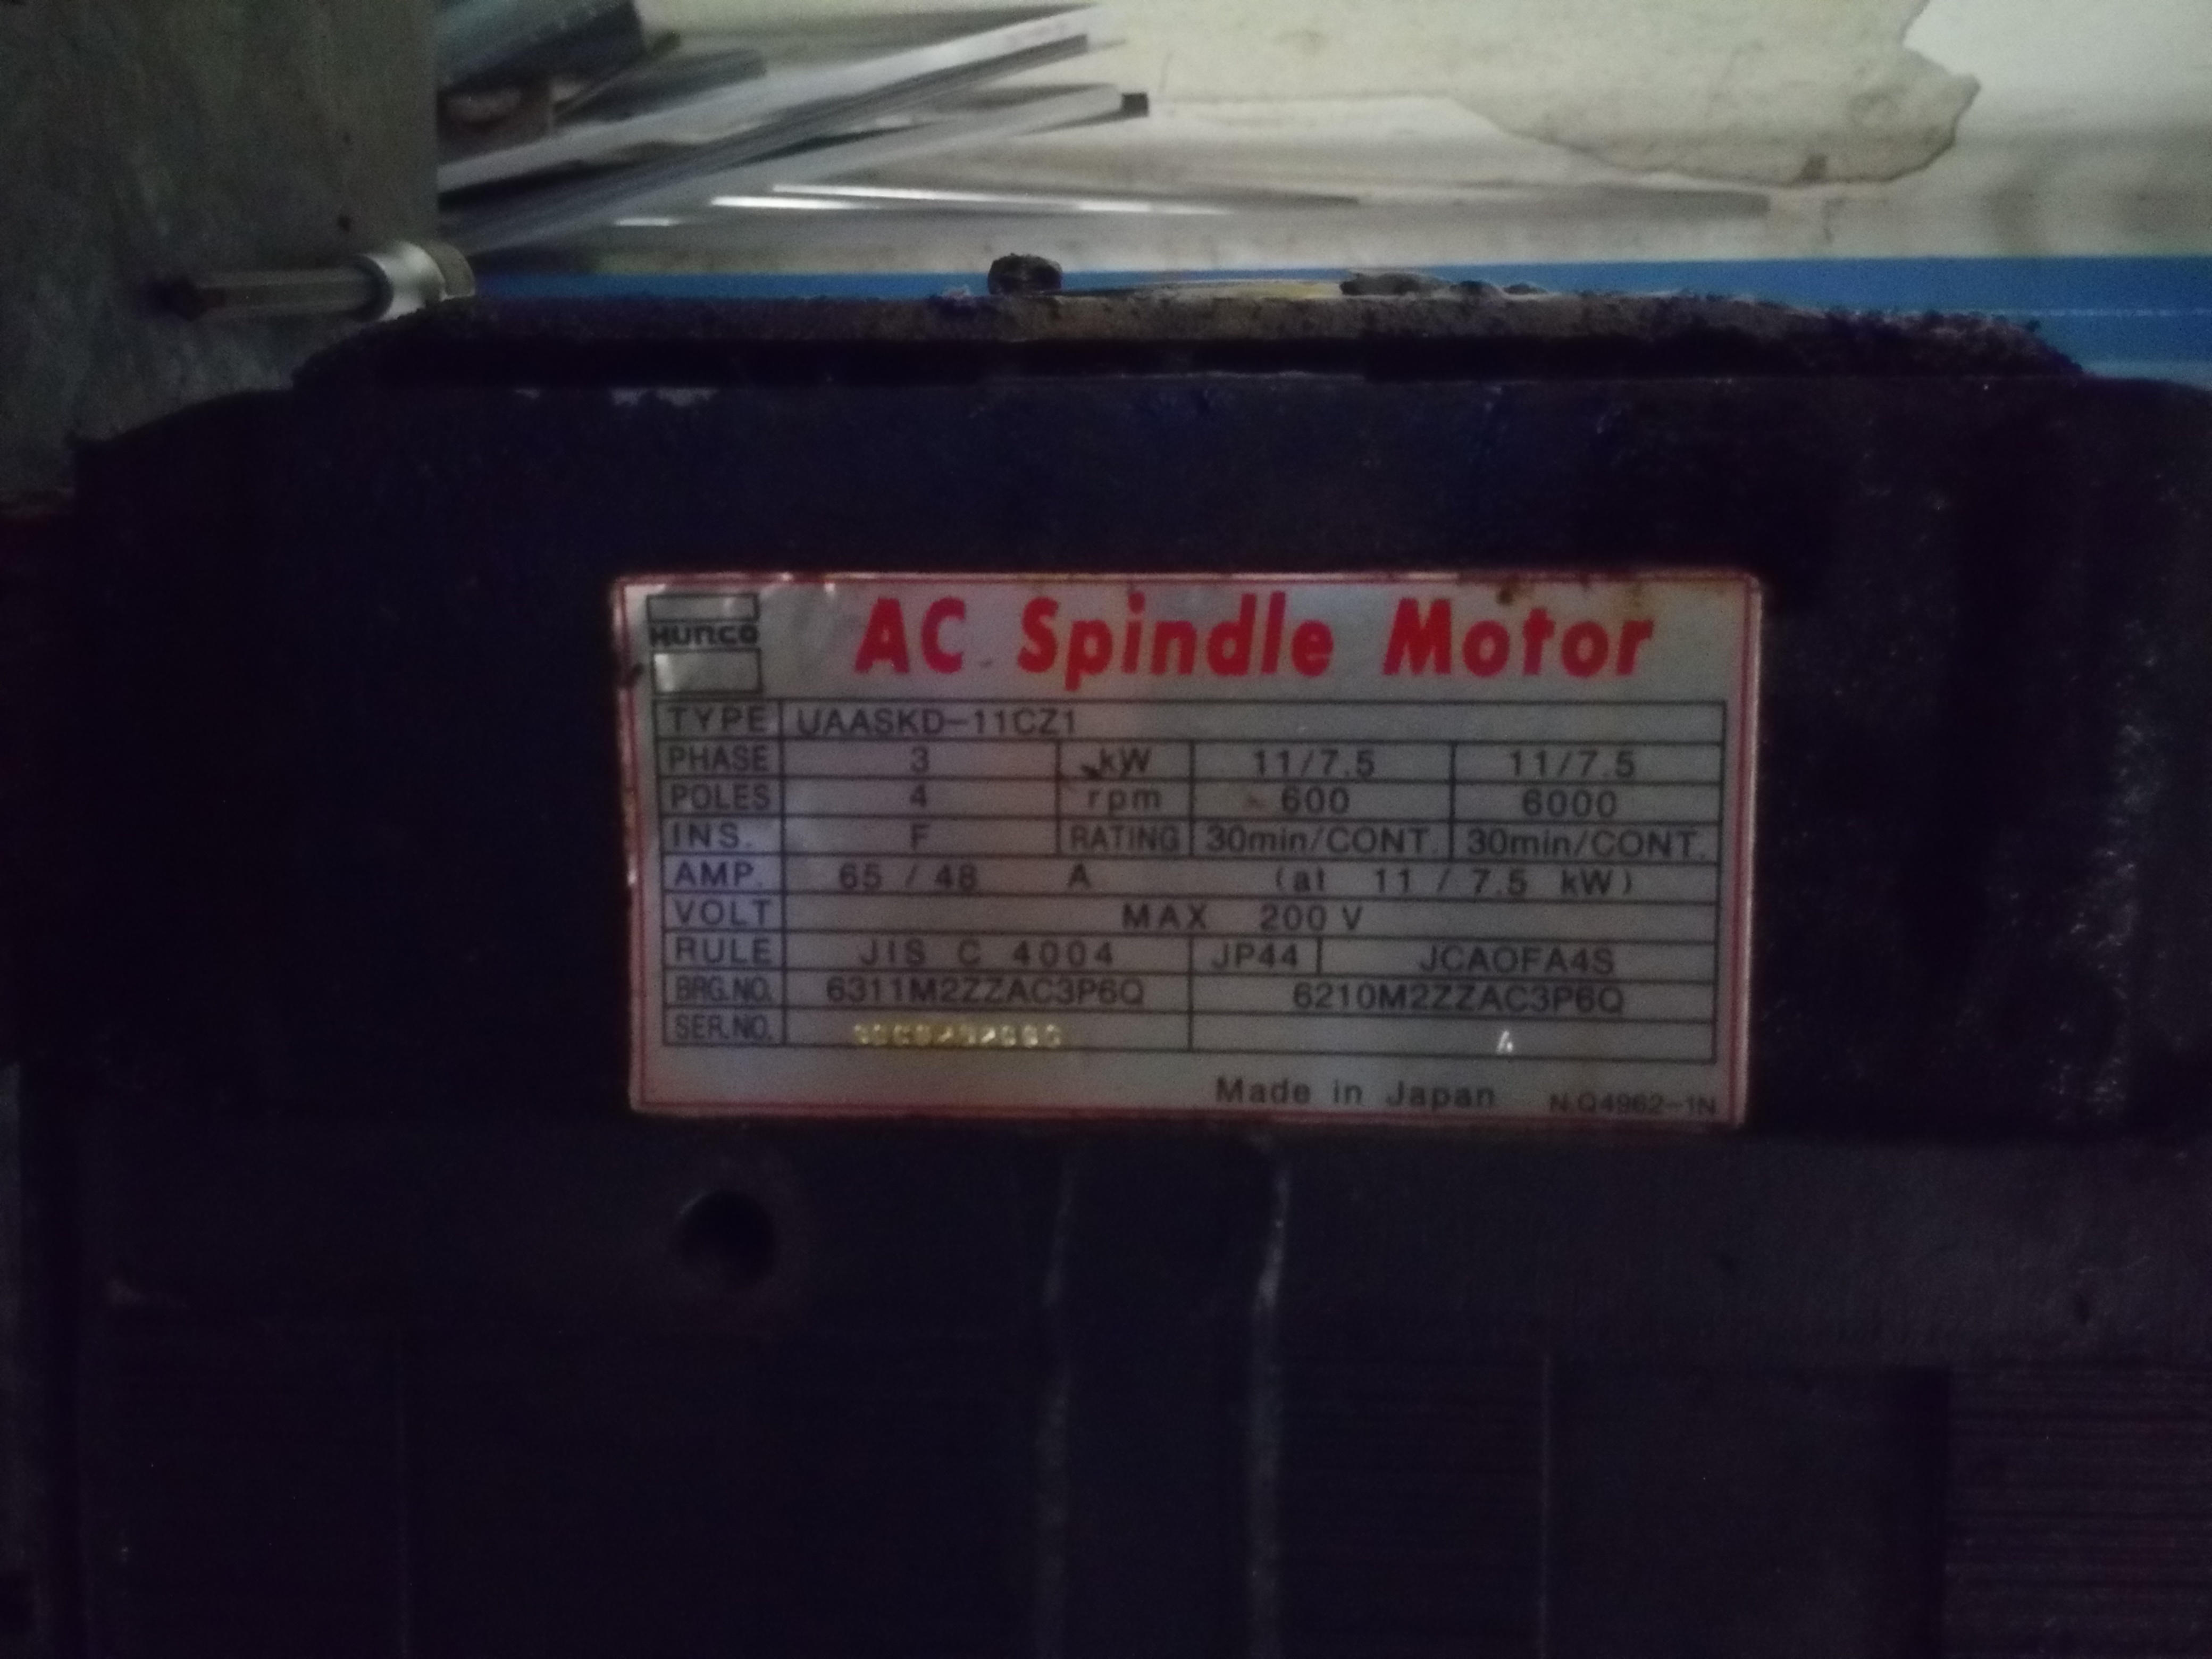 HURCO
AC Spindle Motor
TYPE UAASKD-11CZ1
PHASE 3 kW 11/7.5 11/7.5
POLES 4 rpm 600 6000
INS. F RATING 30min/CONT. 30min/CONT.
AMP. 65 / 48 A (at 11 / 7.5 kW)
VOLT MAX 200 V
RULE JIS C 4004 JP44 JCAOFA4S
BRG.NO. 6311M2ZZAC3P6Q 6210M2ZZAC3P6Q
SER.NO.
Made in Japan N.Q4962-1N